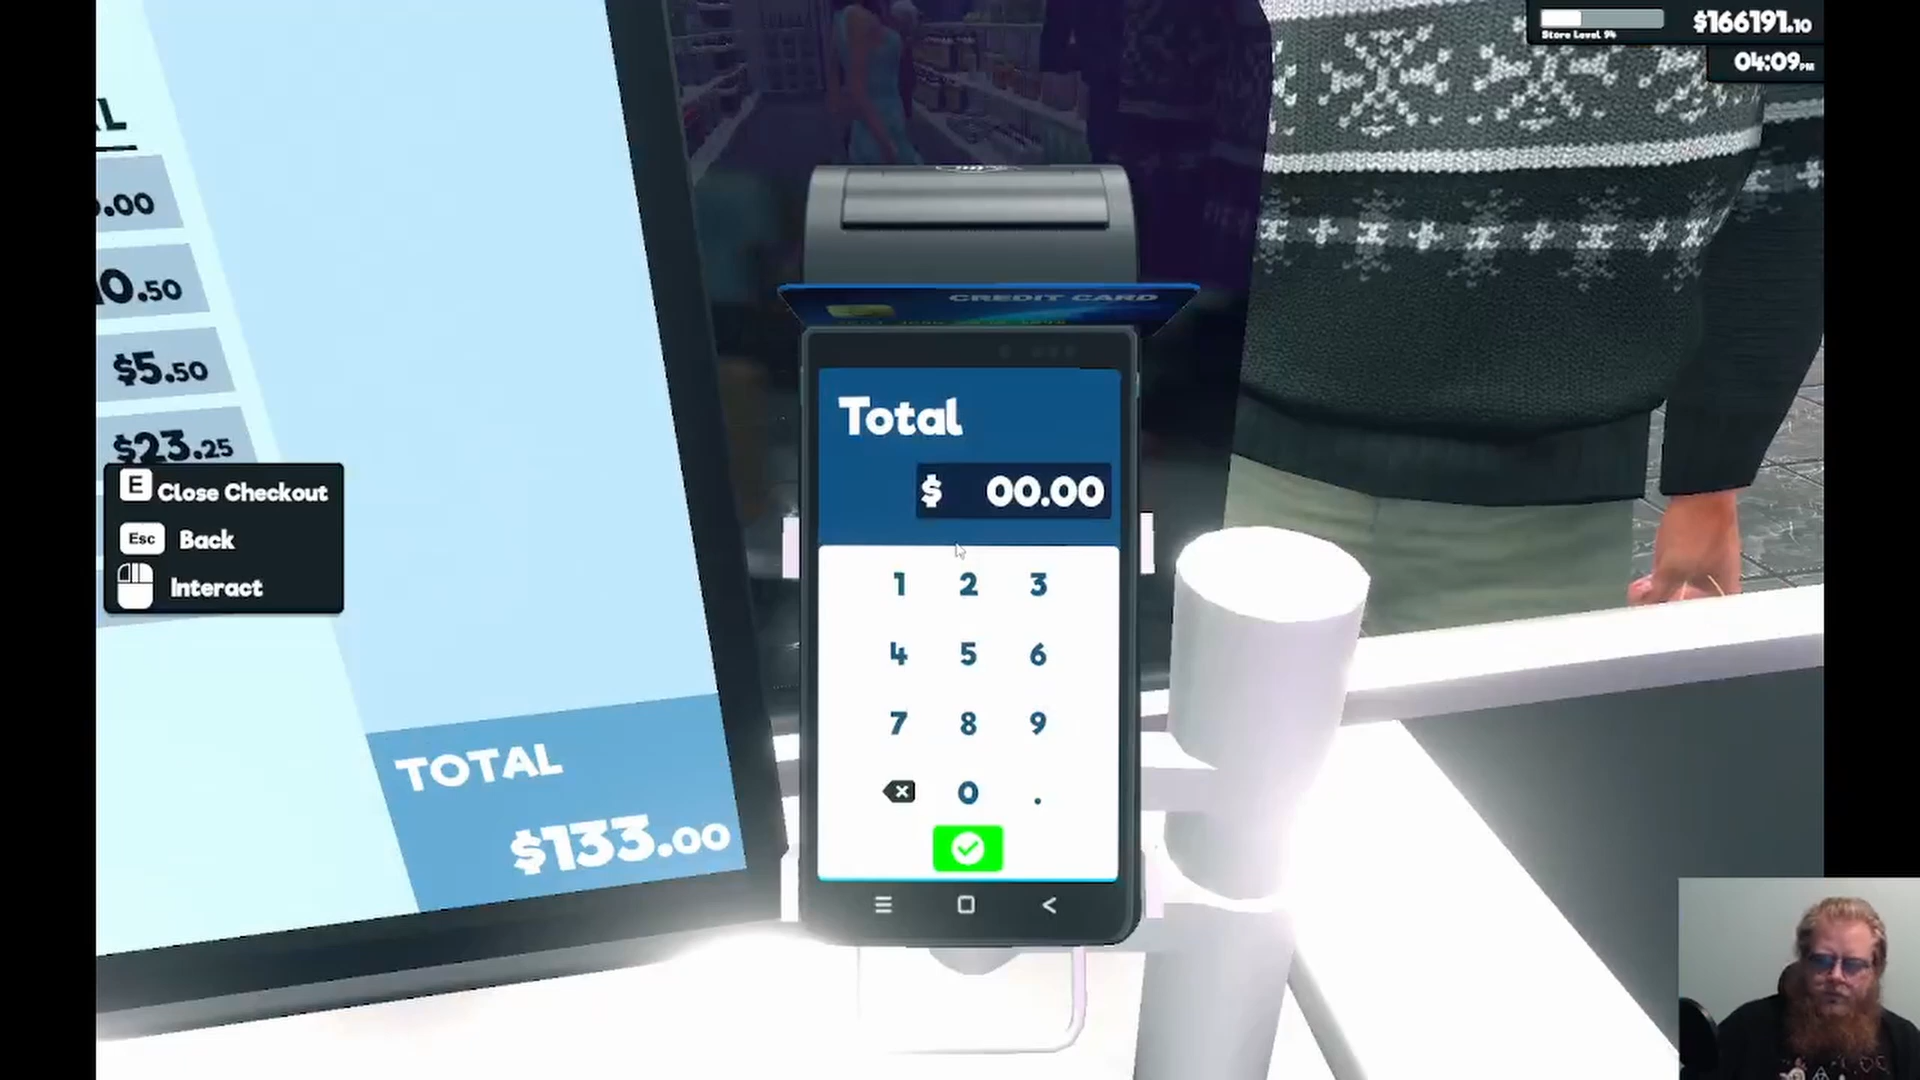 $166191.10
Store Level 94
04:09PM
0.50
$5.50
$23.25
E Close Checkout
Esc Back
Interact
TOTAL
$133.00
CREDIT CARD
Total
$ 00.00
1 2 3
4 5 6
7 8 9
0 .